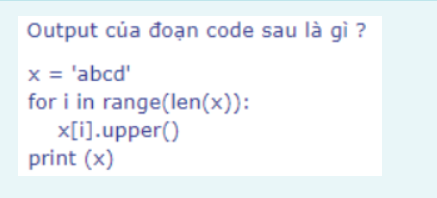 Output của đoạn code sau là gì ?
x = 'abcd'
for i in range(len(x)):
    x[i].upper()
print (x)